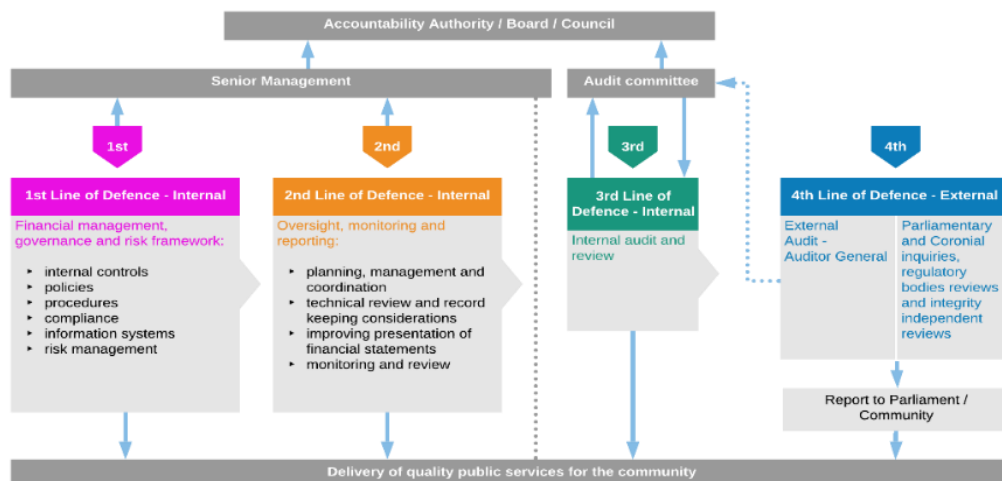 Accountability Authority / Board / Council
Senior Management
Audit committee
1st
2nd
3rd
4th
1st Line of Defence - Internal
Financial management,
governance and risk framework:
‣ internal controls
‣ policies
‣ procedures
‣ compliance
‣ information systems
‣ risk management
2nd Line of Defence - Internal
Oversight, monitoring and
reporting:
‣ planning, management and
coordination
‣ technical review and record
keeping considerations
‣ improving presentation of
financial statements
‣ monitoring and review
3rd Line of
Defence - Internal
Internal audit and
review
4th Line of Defence - External
External
Audit -
Auditor General
Parliamentary
and Coronial
inquiries,
regulatory
bodies reviews
and integrity
independent
reviews
Report to Parliament /
Community
Delivery of quality public services for the community